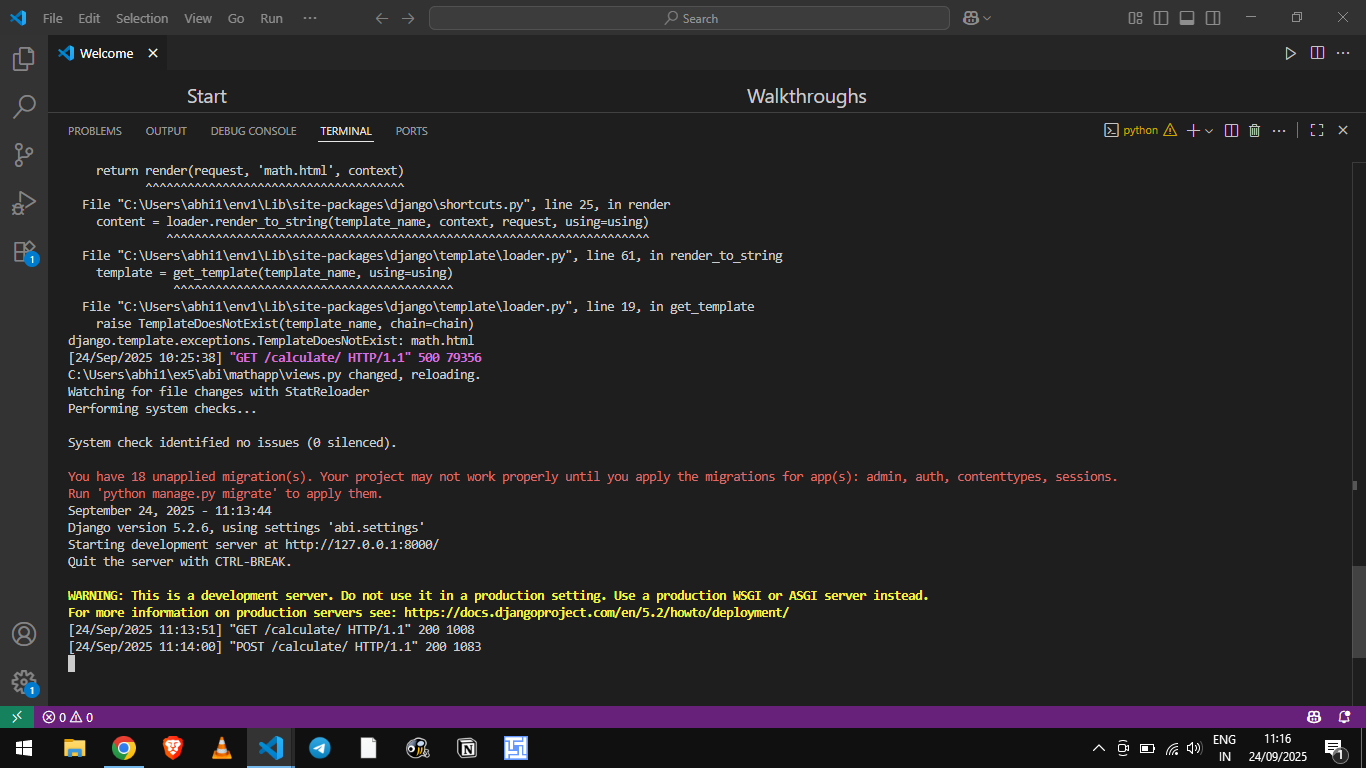 File Edit Selection View Go Run ···
Search
Welcome
Start
Walkthroughs
PROBLEMS OUTPUT DEBUG CONSOLE TERMINAL PORTS
python
return render(request, 'math.html', context)
^^^^^^^^^^^^^^^^^^^^^^^^^^^^^^^^^^^^^
File "C:\Users\abhi1\env1\Lib\site-packages\django\shortcuts.py", line 25, in render
content = loader.render_to_string(template_name, context, request, using=using)
^^^^^^^^^^^^^^^^^^^^^^^^^^^^^^^^^^^^^^^^^^^^^^^^^^^^^^^^^^^^^^^^^^^^^
File "C:\Users\abhi1\env1\Lib\site-packages\django\template\loader.py", line 61, in render_to_string
template = get_template(template_name, using=using)
^^^^^^^^^^^^^^^^^^^^^^^^^^^^^^^^^^^^^^^^
File "C:\Users\abhi1\env1\Lib\site-packages\django\template\loader.py", line 19, in get_template
raise TemplateDoesNotExist(template_name, chain=chain)
django.template.exceptions.TemplateDoesNotExist: math.html
[24/Sep/2025 10:25:38] "GET /calculate/ HTTP/1.1" 500 79356
C:\Users\abhi1\ex5\abi\mathapp\views.py changed, reloading.
Watching for file changes with StatReloader
Performing system checks...
System check identified no issues (0 silenced).
You have 18 unapplied migration(s). Your project may not work properly until you apply the migrations for app(s): admin, auth, contenttypes, sessions.
Run 'python manage.py migrate' to apply them.
September 24, 2025 - 11:13:44
Django version 5.2.6, using settings 'abi.settings'
Starting development server at http://127.0.0.1:8000/
Quit the server with CTRL-BREAK.
WARNING: This is a development server. Do not use it in a production setting. Use a production WSGI or ASGI server instead.
For more information on production servers see: https://docs.djangoproject.com/en/5.2/howto/deployment/
[24/Sep/2025 11:13:51] "GET /calculate/ HTTP/1.1" 200 1008
[24/Sep/2025 11:14:00] "POST /calculate/ HTTP/1.1" 200 1083
1
1
0 0
ENG
IN
11:16
24/09/2025
1